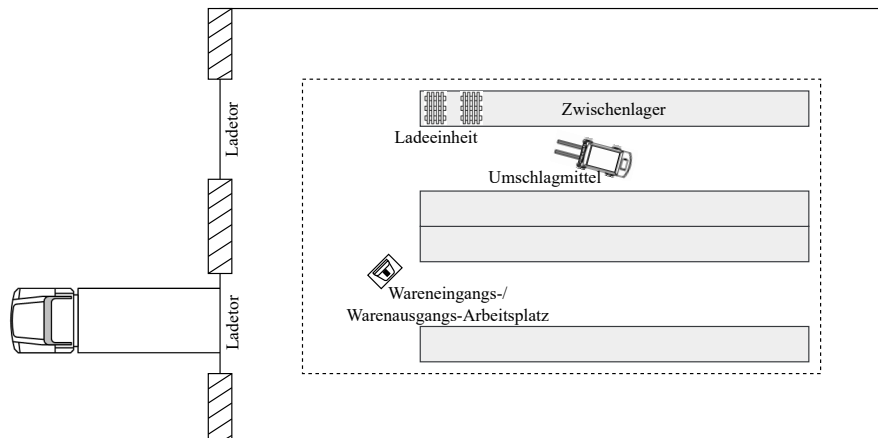 Ladetor
Zwischenlager
Ladeeinheit
Umschlagmittel
Wareneingangs-/
Warenausgangs-Arbeitsplatz
Ladetor